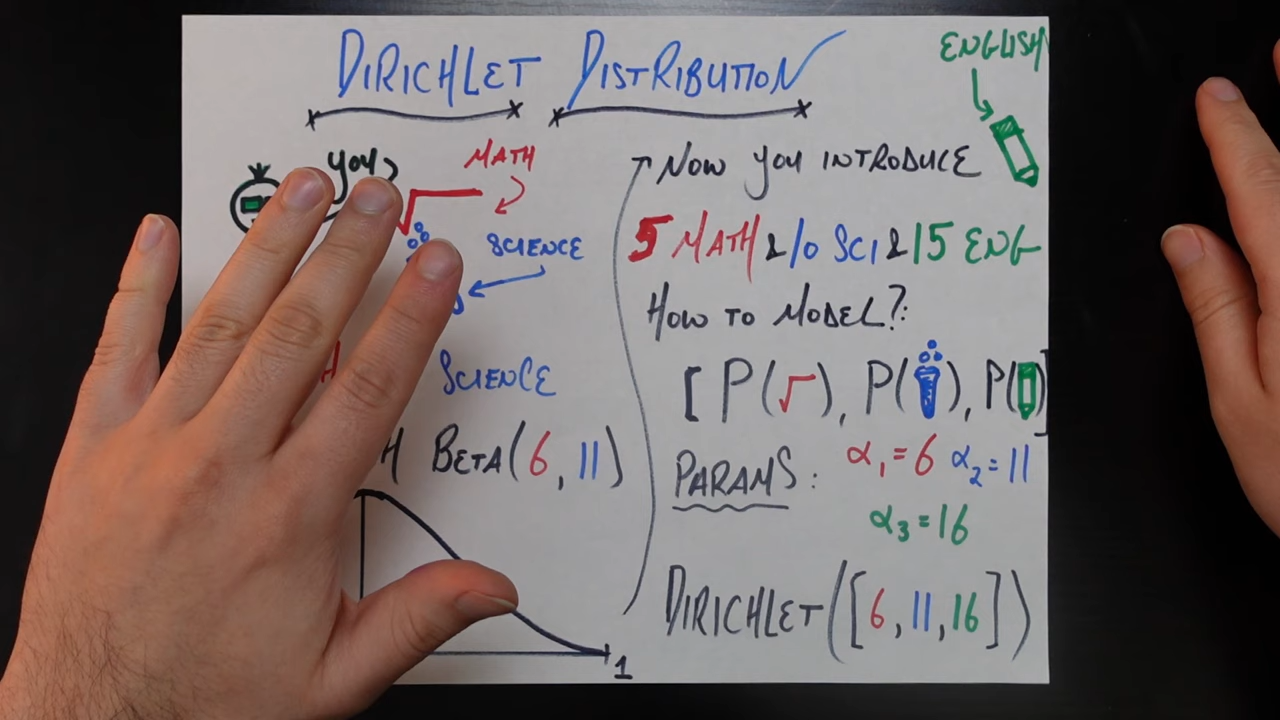 DIRICHLET DISTRIBUTION
ENGLISH
you
MATH
SCIENCE
SCIENCE
BETA(6, 11)
1
NOW YOU INTRODUCE
5 MATH & 10 SCI & 15 ENG
HOW TO MODEL?:
[ P(√), P( ), P( )]
PARAMS: α₁=6 α₂=11
α₃=16
DIRICHLET([6, 11, 16])